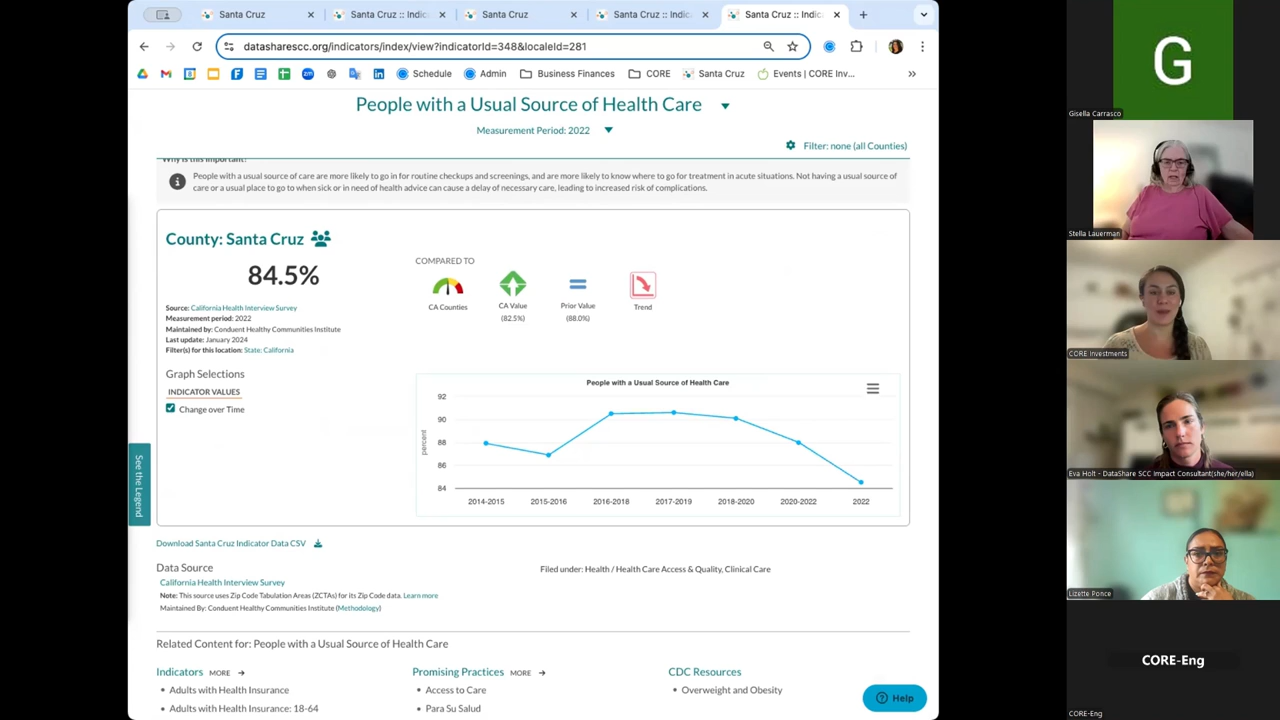 Santa Cruz
Santa Cruz :: Indic
Santa Cruz
Santa Cruz :: Indic
Santa Cruz :: Indic
datasharescc.org/indicators/index/view?indicatorId=348&localeId=281
Schedule
Admin
Business Finances
CORE
Santa Cruz
Events | CORE Inv...
People with a Usual Source of Health Care
Measurement Period: 2022
Filter: none (all Counties)
Why is this important?
People with a usual source of care are more likely to go in for routine checkups and screenings, and are more likely to know where to go for treatment in acute situations. Not having a usual source of
care or a usual place to go to when sick or in need of health advice can cause a delay of necessary care, leading to increased risk of complications.
County: Santa Cruz
84.5%
Source: California Health Interview Survey
Measurement period: 2022
Maintained by: Conduent Healthy Communities Institute
Last update: January 2024
Filter(s) for this location: State: California
COMPARED TO
CA Counties
CA Value
(82.5%)
Prior Value
(88.0%)
Trend
Graph Selections
INDICATOR VALUES
Change over Time
People with a Usual Source of Health Care
percent
92
90
88
86
84
2014-2015
2015-2016
2016-2018
2017-2019
2018-2020
2020-2022
2022
See the Legend
Download Santa Cruz Indicator Data CSV
Data Source
California Health Interview Survey
Note: This source uses Zip Code Tabulation Areas (ZCTAs) for its Zip Code data. Learn more
Maintained By: Conduent Healthy Communities Institute (Methodology)
Filed under: Health / Health Care Access & Quality, Clinical Care
Related Content for: People with a Usual Source of Health Care
Indicators MORE
Adults with Health Insurance
Adults with Health Insurance: 18-64
Promising Practices MORE
Access to Care
Para Su Salud
CDC Resources
Overweight and Obesity
Help
G
Gisella Carrasco
Stella Lauerman
CORE Investments
Eva Holt - DataShare SCC Impact Consultant(she/her/ella)
Lizette Ponce
CORE-Eng
CORE-Eng